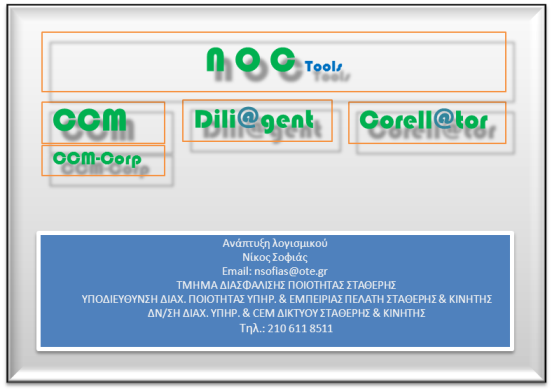 n O C Tools
CCM Dili@gent Corell@tor
CCM-Corp
Ανάπτυξη λογισμικού
Νίκος Σοφιάς
Email: nsofias@ote.gr
ΤΜΗΜΑ ΔΙΑΣΦΑΛΙΣΗΣ ΠΟΙΟΤΗΤΑΣ ΣΤΑΘΕΡΗΣ
ΥΠΟΔΙΕΥΘΥΝΣΗ ΔΙΑΧ. ΠΟΙΟΤΗΤΑΣ ΥΠΗΡ. & ΕΜΠΕΙΡΙΑΣ ΠΕΛΑΤΗ ΣΤΑΘΕΡΗΣ & ΚΙΝΗΤΗΣ
ΔΝ/ΣΗ ΔΙΑΧ. ΥΠΗΡ. & CEM ΔΙΚΤΥΟΥ ΣΤΑΘΕΡΗΣ & ΚΙΝΗΤΗΣ
Τηλ.: 210 611 8511